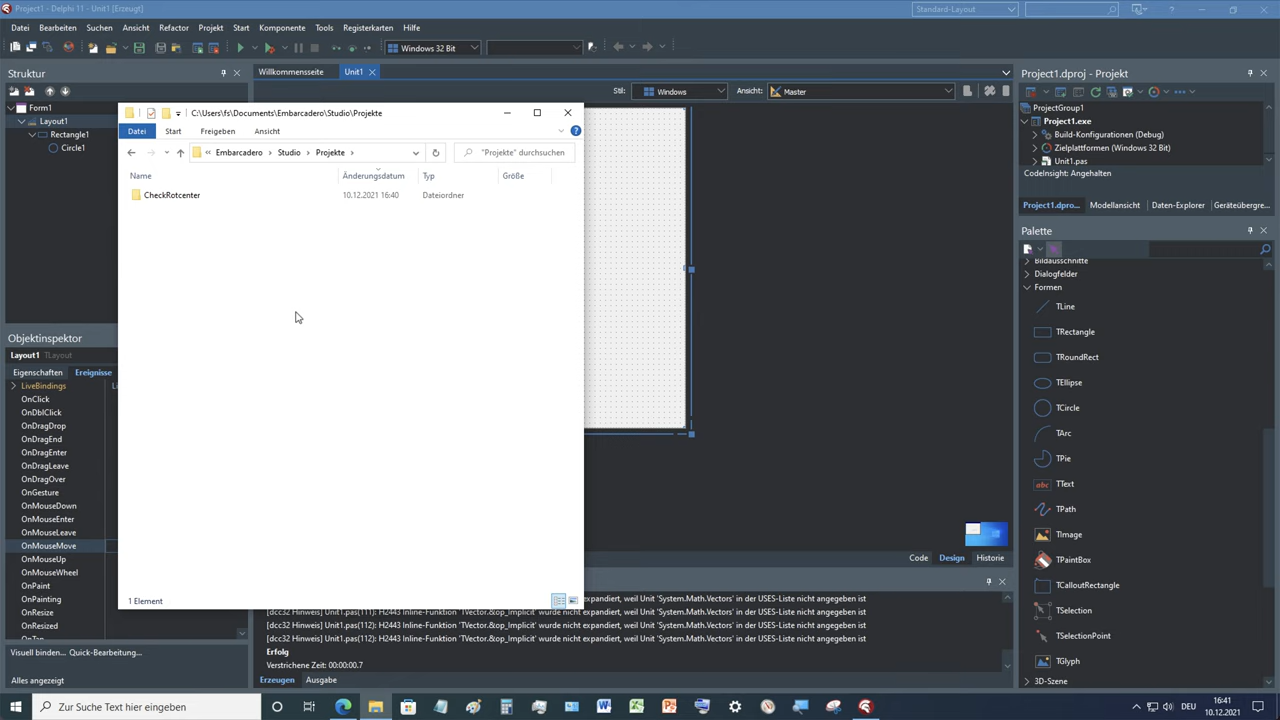 Project1 - Delphi 11 - Unit1 [Erzeugt]
Standard-Layout
Datei Bearbeiten Suchen Ansicht Refactor Projekt Start Komponente Tools Registerkarten Hilfe
Windows 32 Bit
Struktur
Form1
Layout1
Rectangle1
Circle1
Objektinspektor
Layout1 TLayout
Eigenschaften Ereignisse
LiveBindings
OnClick
OnDblClick
OnDragDrop
OnDragEnd
OnDragEnter
OnDragLeave
OnDragOver
OnGesture
OnMouseDown
OnMouseEnter
OnMouseLeave
OnMouseMove
OnMouseUp
OnMouseWheel
OnPaint
OnPainting
OnResize
OnResized
OnTap
Visuell binden... Quick-Bearbeitung...
Alles angezeigt
Willkommensseite Unit1
Stil: Windows Ansicht: Master
C:\Users\fs\Documents\Embarcadero\Studio\Projekte
Datei Start Freigeben Ansicht
« Embarcadero > Studio > Projekte >
"Projekte" durchsuchen
Name Änderungsdatum Typ Größe
CheckRotcenter 10.12.2021 16:40 Dateiordner
1 Element
Code Design Historie
[dcc32 Hinweis] Unit1.pas(111): H2443 Inline-Funktion 'TVector.&op_Implicit' wurde nicht expandiert, weil Unit 'System.Math.Vectors' in der USES-Liste nicht angegeben ist
[dcc32 Hinweis] Unit1.pas(112): H2443 Inline-Funktion 'TVector.&op_Implicit' wurde nicht expandiert, weil Unit 'System.Math.Vectors' in der USES-Liste nicht angegeben ist
[dcc32 Hinweis] Unit1.pas(112): H2443 Inline-Funktion 'TVector.&op_Implicit' wurde nicht expandiert, weil Unit 'System.Math.Vectors' in der USES-Liste nicht angegeben ist
Erfolg
Verstrichene Zeit: 00:00:00.7
Erzeugen Ausgabe
Project1.dproj - Projekt
ProjectGroup1
Project1.exe
Build-Konfigurationen (Debug)
Zielplattformen (Windows 32 Bit)
Unit1.pas
CodeInsight: Angehalten
Project1.dpro... Modellansicht Daten-Explorer Geräteübergre...
Palette
Bildausschnitte
Dialogfelder
Formen
TLine
TRectangle
TRoundRect
TEllipse
TCircle
TArc
TPie
abc TText
TPath
TImage
TPaintBox
TCalloutRectangle
TSelection
TSelectionPoint
TGlyph
3D-Szene
Zur Suche Text hier eingeben
DEU
16:41
10.12.2021